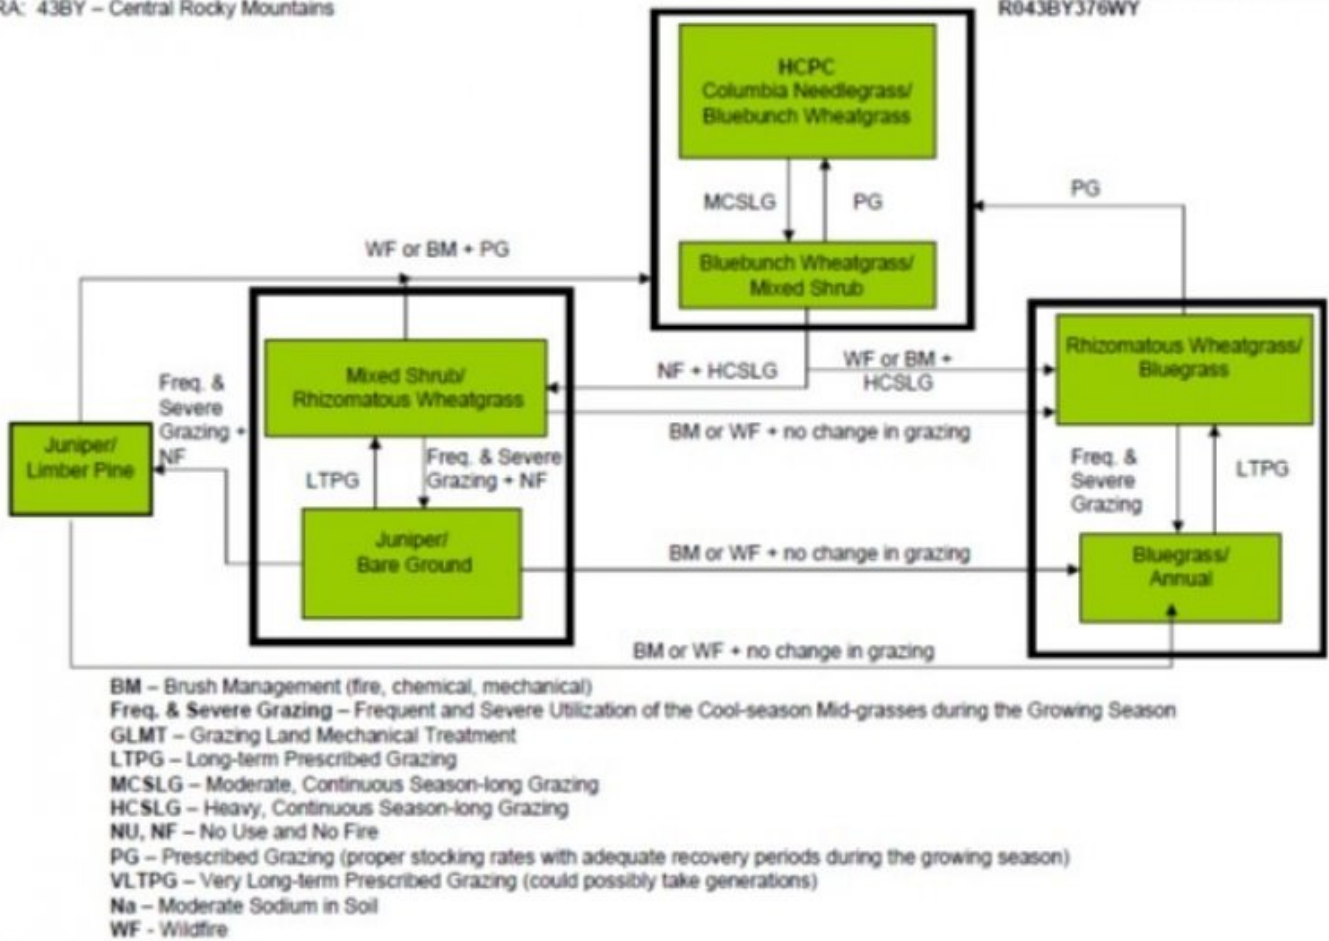 RA: 43BY – Central Rocky Mountains
R043BY376WY
HCPC
Columbia Needlegrass/
Bluebunch Wheatgrass
MCSLG
PG
PG
Bluebunch Wheatgrass/
Mixed Shrub
WF or BM + PG
Mixed Shrub/
Rhizomatous Wheatgrass
NF + HCSLG
WF or BM +
HCSLG
Rhizomatous Wheatgrass/
Bluegrass
Freq. &
Severe
Grazing +
NF
Juniper/
Limber Pine
BM or WF + no change in grazing
LTPG
Freq. & Severe
Grazing + NF
Freq. &
Severe
Grazing
LTPG
Juniper/
Bare Ground
BM or WF + no change in grazing
Bluegrass/
Annual
BM or WF + no change in grazing
BM – Brush Management (fire, chemical, mechanical)
Freq. & Severe Grazing – Frequent and Severe Utilization of the Cool-season Mid-grasses during the Growing Season
GLMT – Grazing Land Mechanical Treatment
LTPG – Long-term Prescribed Grazing
MCSLG – Moderate, Continuous Season-long Grazing
HCSLG – Heavy, Continuous Season-long Grazing
NU, NF – No Use and No Fire
PG – Prescribed Grazing (proper stocking rates with adequate recovery periods during the growing season)
VLTPG – Very Long-term Prescribed Grazing (could possibly take generations)
Na – Moderate Sodium in Soil
WF - Wildfire